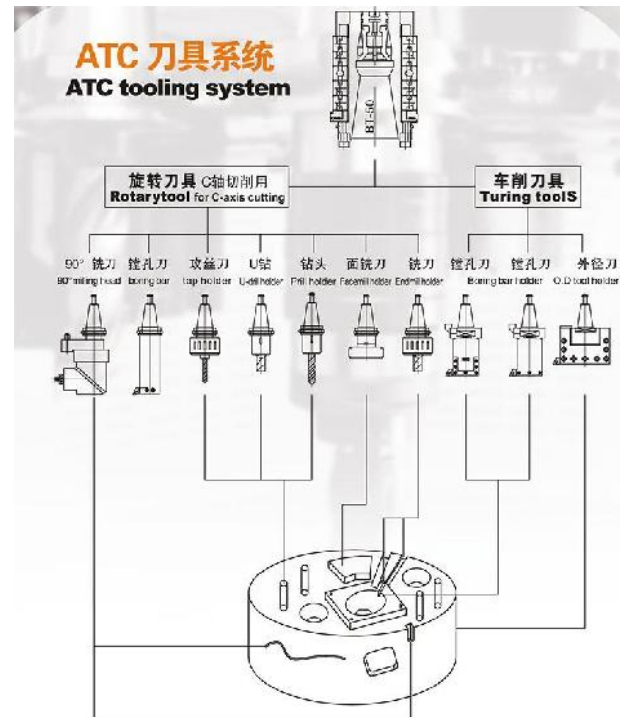 ATC 刀具系统
ATC tooling system
BT-50
旋转刀具 C轴切削用
Rotarytool for C-axis cutting
车削刀具
Turing toolS
90° 铣刀 镗孔刀 攻丝刀 U钻 钻头 面铣刀 铣刀 镗孔刀 镗孔刀 外径刀
90°milling head boring bar tap holder U-drill holder Prill holder Facemill holder Endmill holder Boring bar holder O.D tool holder